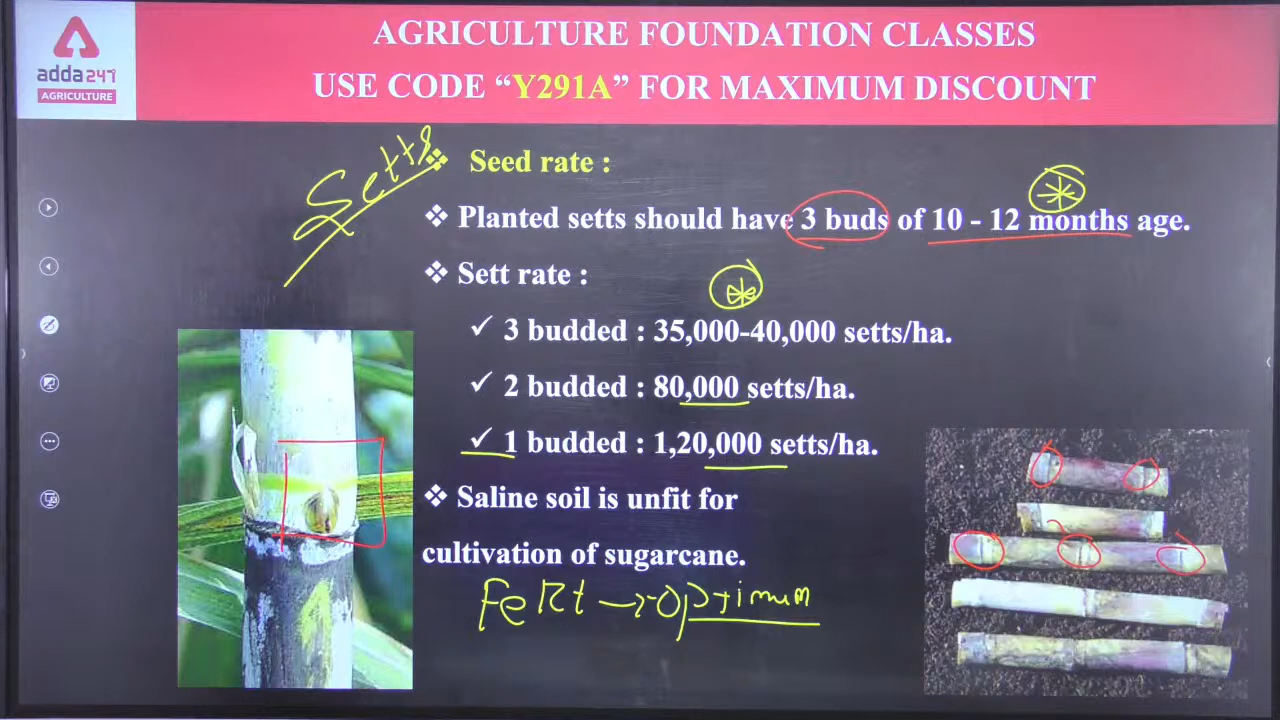 AGRICULTURE FOUNDATION CLASSES
USE CODE “Y291A” FOR MAXIMUM DISCOUNT
adda247
AGRICULTURE
Setts
❖ Seed rate :
❖ Planted setts should have 3 buds of 10 - 12 months age.
❖ Sett rate :
✓ 3 budded : 35,000-40,000 setts/ha.
✓ 2 budded : 80,000 setts/ha.
✓ 1 budded : 1,20,000 setts/ha.
❖ Saline soil is unfit for
cultivation of sugarcane.
FeRt → Optimum